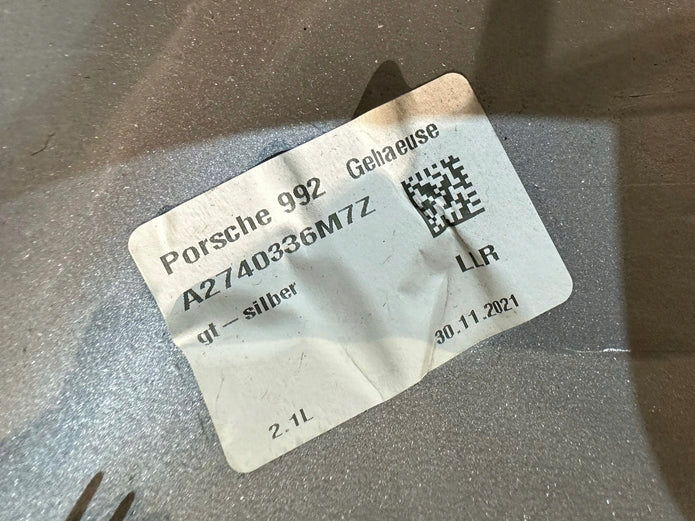 Porsche 992 Gehaeuse
A2740336M7Z
gt-silber
LLR
30.11.2021
2.1L